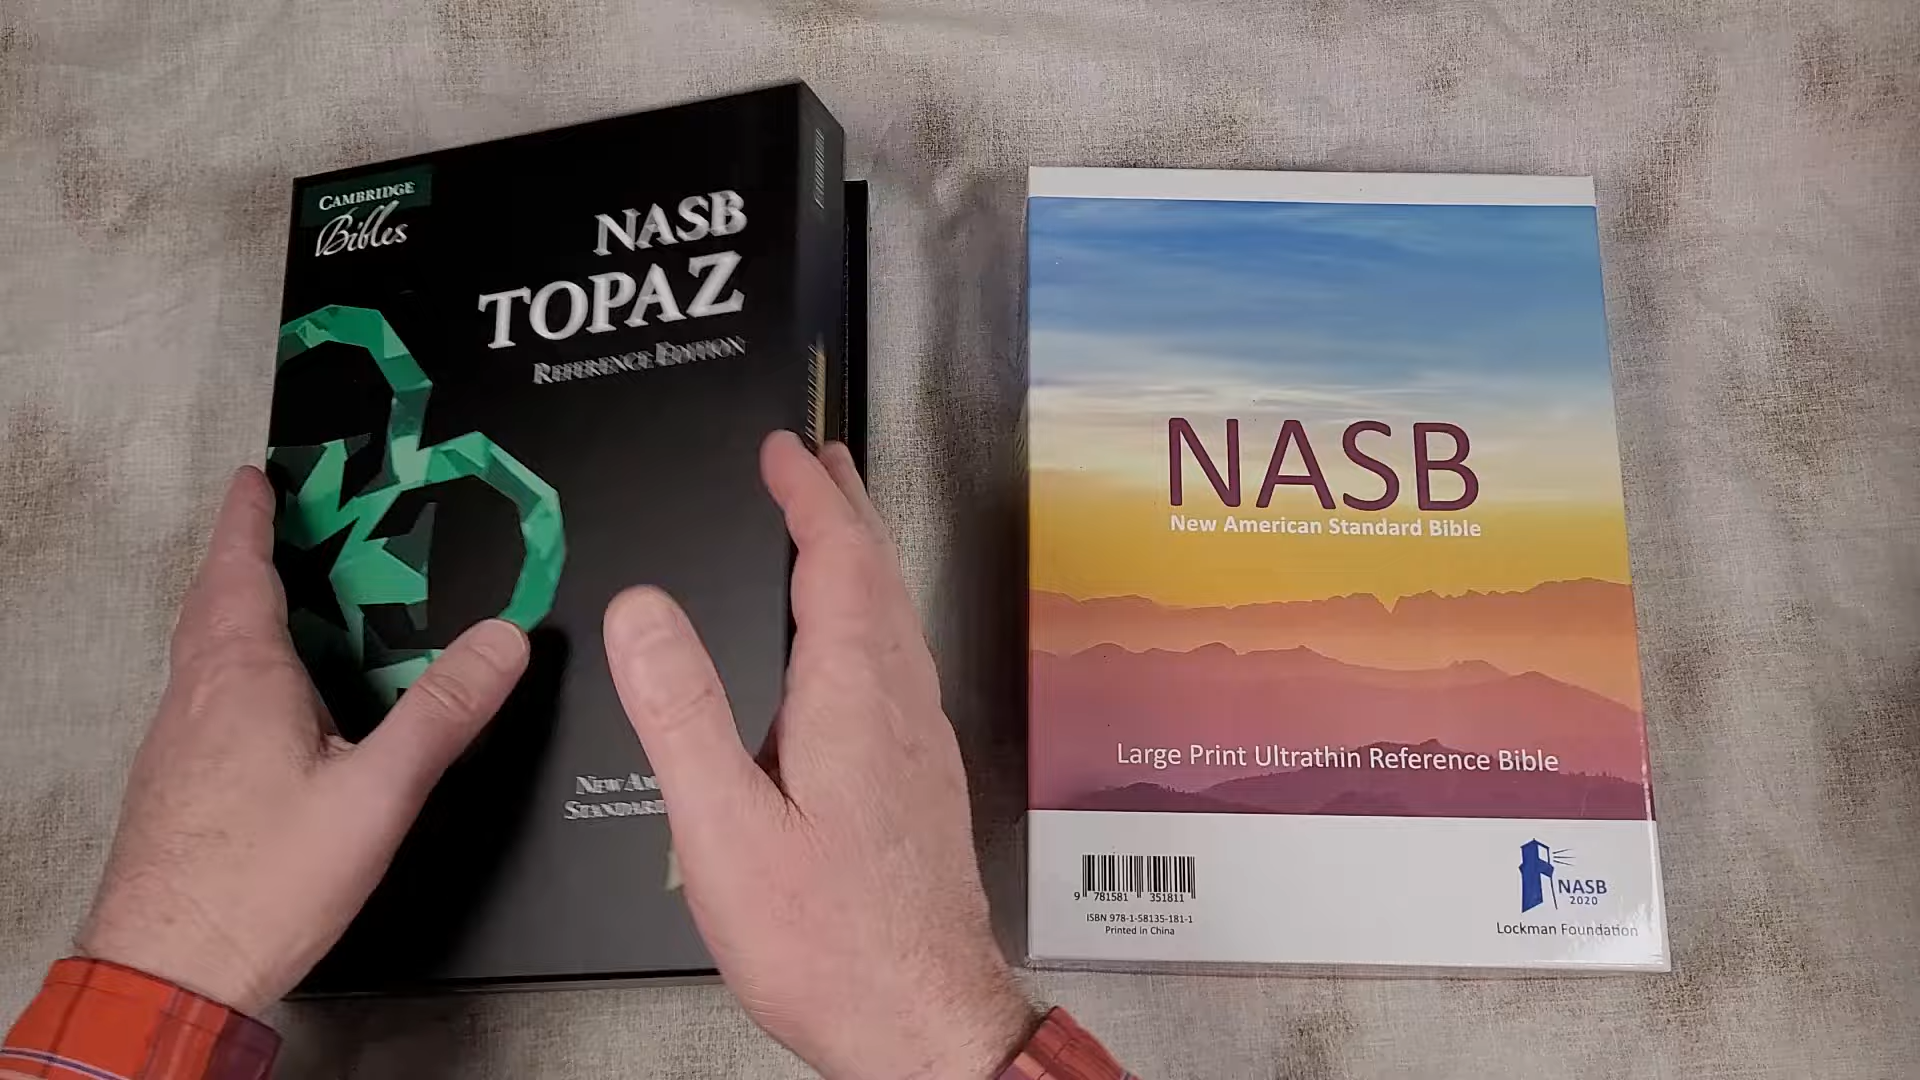 CAMBRIDGE
Bibles
NASB
TOPAZ
REFERENCE EDITION
NEW
NASB
New American Standard Bible
Large Print Ultrathin Reference Bible
9 781581 351811
ISBN 978-1-58135-181-1
Printed in China
NASB
2020
Lockman Foundation